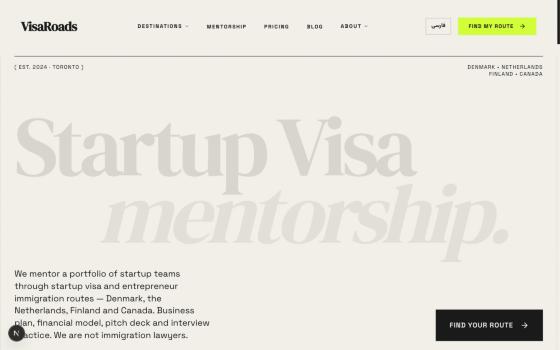 VisaRoads
DESTINATIONS
MENTORSHIP
PRICING
BLOG
ABOUT
فارسی
FIND MY ROUTE →
[ EST. 2024 · TORONTO ]
DENMARK • NETHERLANDS
FINLAND • CANADA
Startup Visa
mentorship.
We mentor a portfolio of startup teams
through startup visa and entrepreneur
immigration routes — Denmark, the
Netherlands, Finland and Canada. Business
plan, financial model, pitch deck and interview
practice. We are not immigration lawyers.
N
FIND YOUR ROUTE →